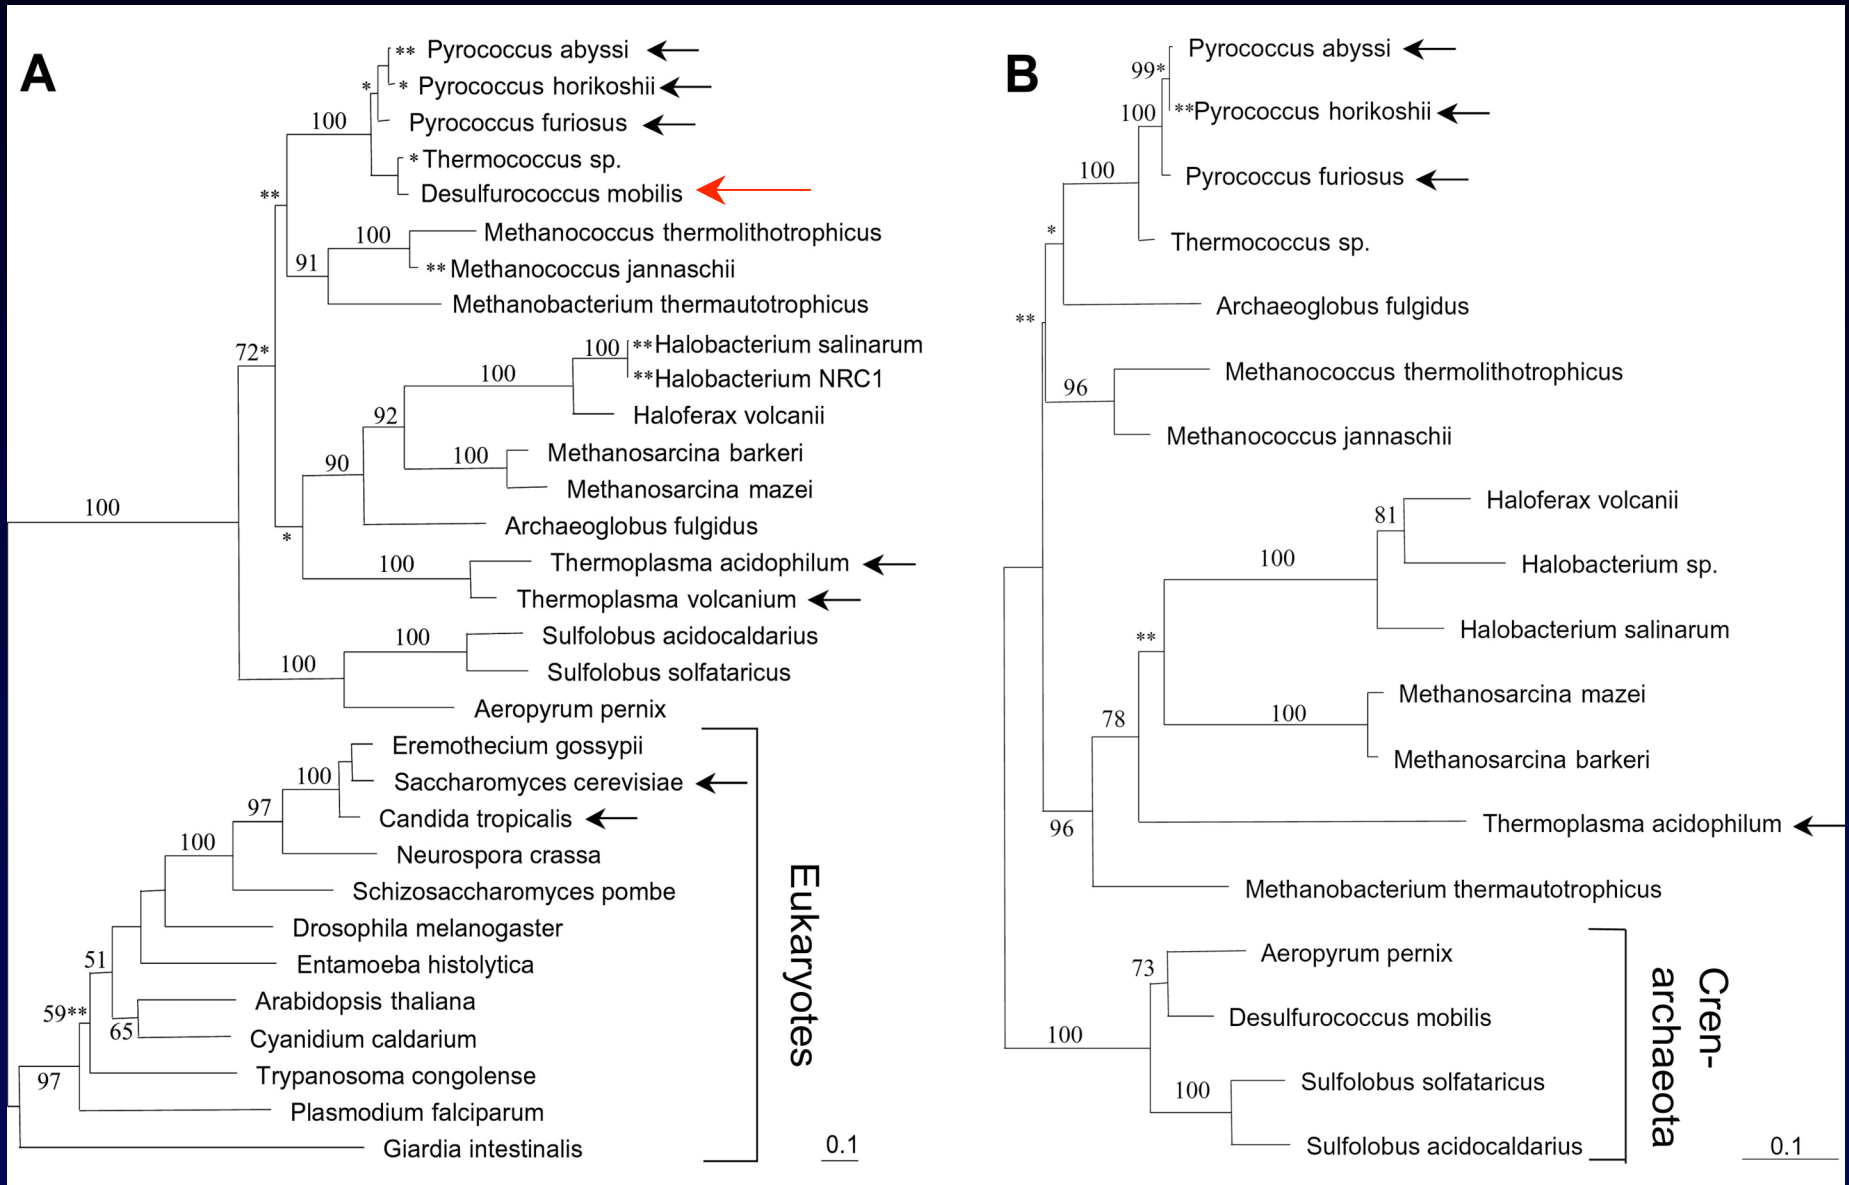 A
** Pyrococcus abyssi
* Pyrococcus horikoshii
*
Pyrococcus furiosus
100
* Thermococcus sp.
Desulfurococcus mobilis
**
100
Methanococcus thermolithotrophicus
91
** Methanococcus jannaschii
Methanobacterium thermautotrophicus
72*
100
**Halobacterium salinarum
**Halobacterium NRC1
100
92
Haloferax volcanii
100
Methanosarcina barkeri
90
Methanosarcina mazei
100
Archaeoglobus fulgidus
*
100
Thermoplasma acidophilum
Thermoplasma volcanium
100
Sulfolobus acidocaldarius
100
Sulfolobus solfataricus
Aeropyrum pernix
Eremothecium gossypii
100
Saccharomyces cerevisiae
97
Candida tropicalis
100
Neurospora crassa
Schizosaccharomyces pombe
Drosophila melanogaster
51
Entamoeba histolytica
Arabidopsis thaliana
59**
65
Cyanidium caldarium
Trypanosoma congolense
97
Plasmodium falciparum
Giardia intestinalis
Eukaryotes
0.1
B
Pyrococcus abyssi
99*
100
**Pyrococcus horikoshii
100
Pyrococcus furiosus
*
Thermococcus sp.
Archaeoglobus fulgidus
**
Methanococcus thermolithotrophicus
96
Methanococcus jannaschii
Haloferax volcanii
81
100
Halobacterium sp.
Halobacterium salinarum
**
Methanosarcina mazei
78
100
Methanosarcina barkeri
96
Thermoplasma acidophilum
Methanobacterium thermautotrophicus
Aeropyrum pernix
73
Desulfurococcus mobilis
100
Sulfolobus solfataricus
100
Sulfolobus acidocaldarius
Cren-
archaeota
0.1